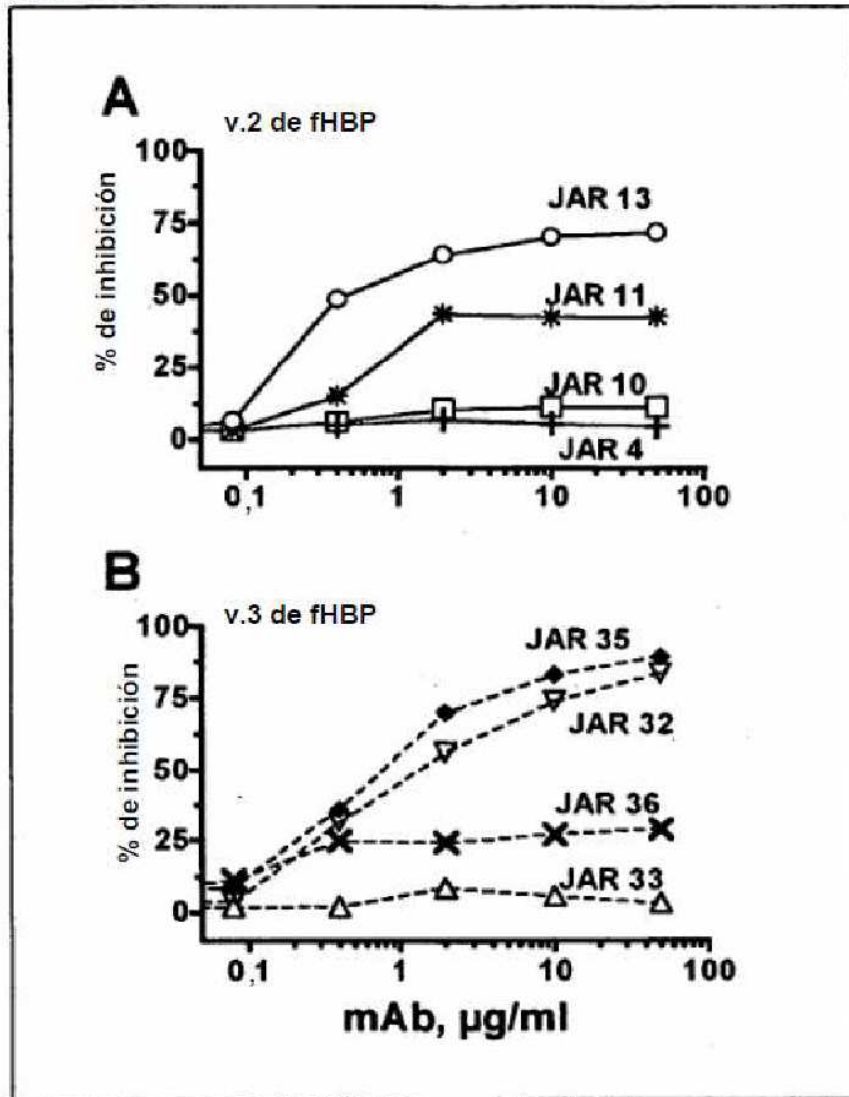 A
v.2 de fHBP
% de inhibición
100
75
50
25
0
JAR 13
JAR 11
JAR 10
JAR 4
0,1
1
10
100
B
v.3 de fHBP
% de inhibición
100
75
50
25
0
JAR 35
JAR 32
JAR 36
JAR 33
0,1
1
10
100
mAb, µg/ml